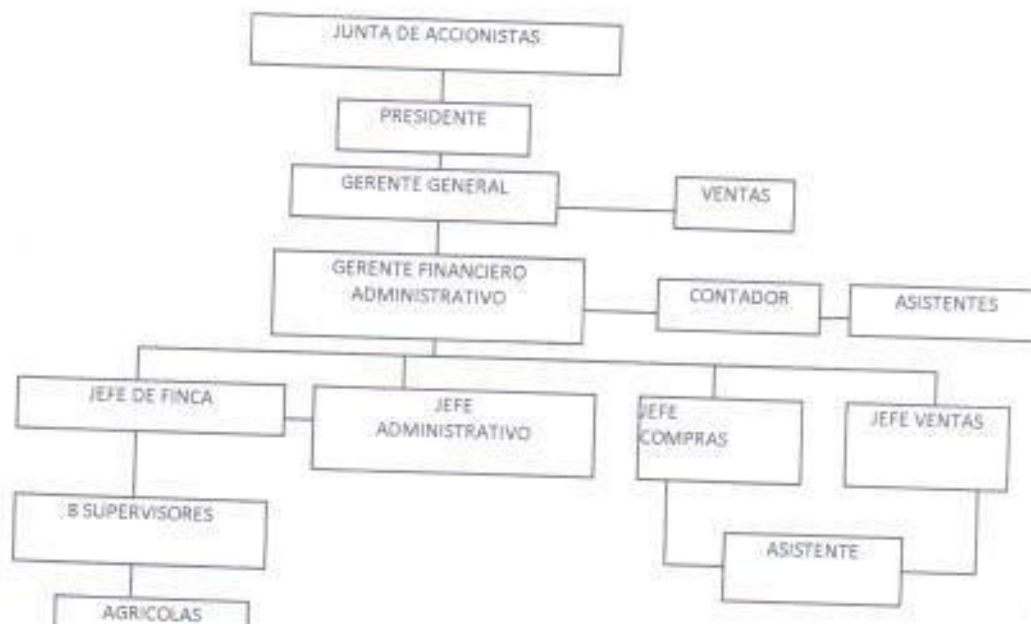 JUNTA DE ACCIONISTAS
PRESIDENTE
GERENTE GENERAL
VENTAS
GERENTE FINANCIERO
ADMINISTRATIVO
CONTADOR
ASISTENTES
JEFE DE FINCA
JEFE
ADMINISTRATIVO
JEFE
COMPRAS
JEFE VENTAS
8 SUPERVISORES
ASISTENTE
AGRICOLAS